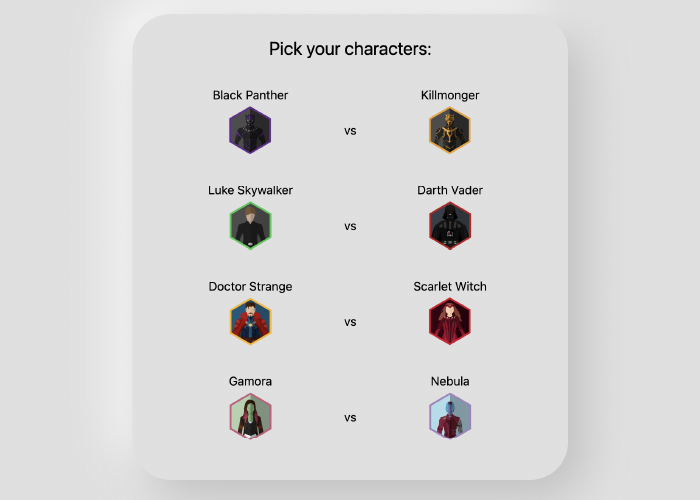 Pick your characters:
Black Panther
Killmonger
vs
Luke Skywalker
Darth Vader
vs
Doctor Strange
Scarlet Witch
vs
Gamora
Nebula
vs